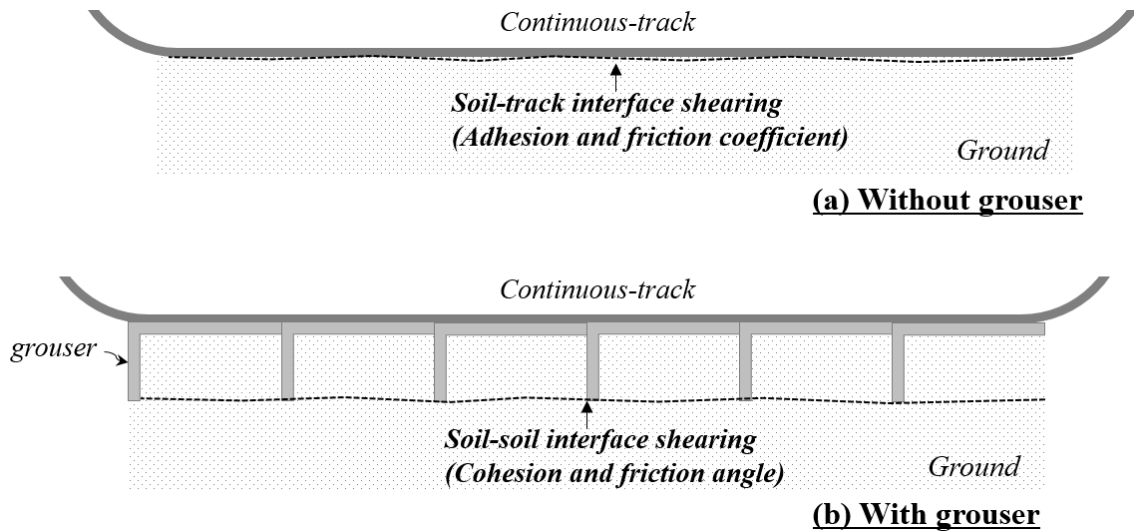 Continuous-track
Soil-track interface shearing
(Adhesion and friction coefficient)
Ground
(a) Without grouser
Continuous-track
grouser
Soil-soil interface shearing
(Cohesion and friction angle)
Ground
(b) With grouser